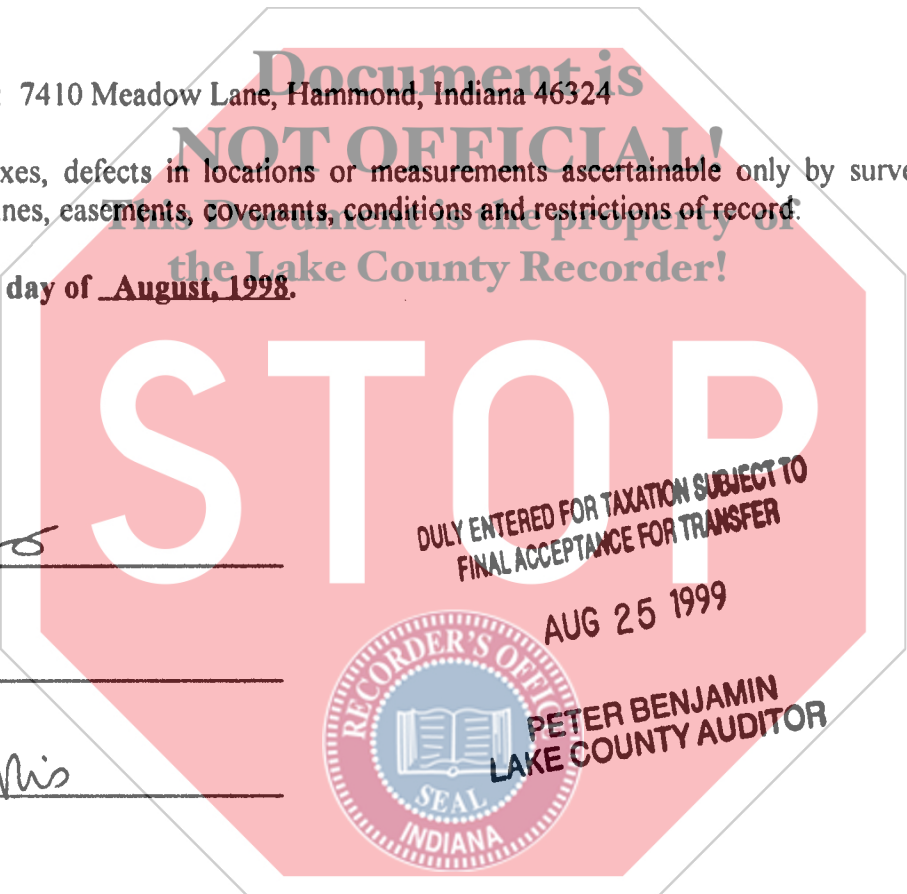 Document is
7410 Meadow Lane, Hammond, Indiana 46324
NOT OFFICIAL!
xes, defects in locations or measurements ascertainable only by surve
nes, easements, covenants, conditions and restrictions of record.
This Document is the property of
the Lake County Recorder!
day of August, 1998.
STOP
DULY ENTERED FOR TAXATION SUBJECT TO
FINAL ACCEPTANCE FOR TRANSFER
AUG 25 1999
PETER BENJAMIN
LAKE COUNTY AUDITOR
RECORDER'S OFFICE
SEAL
INDIANA